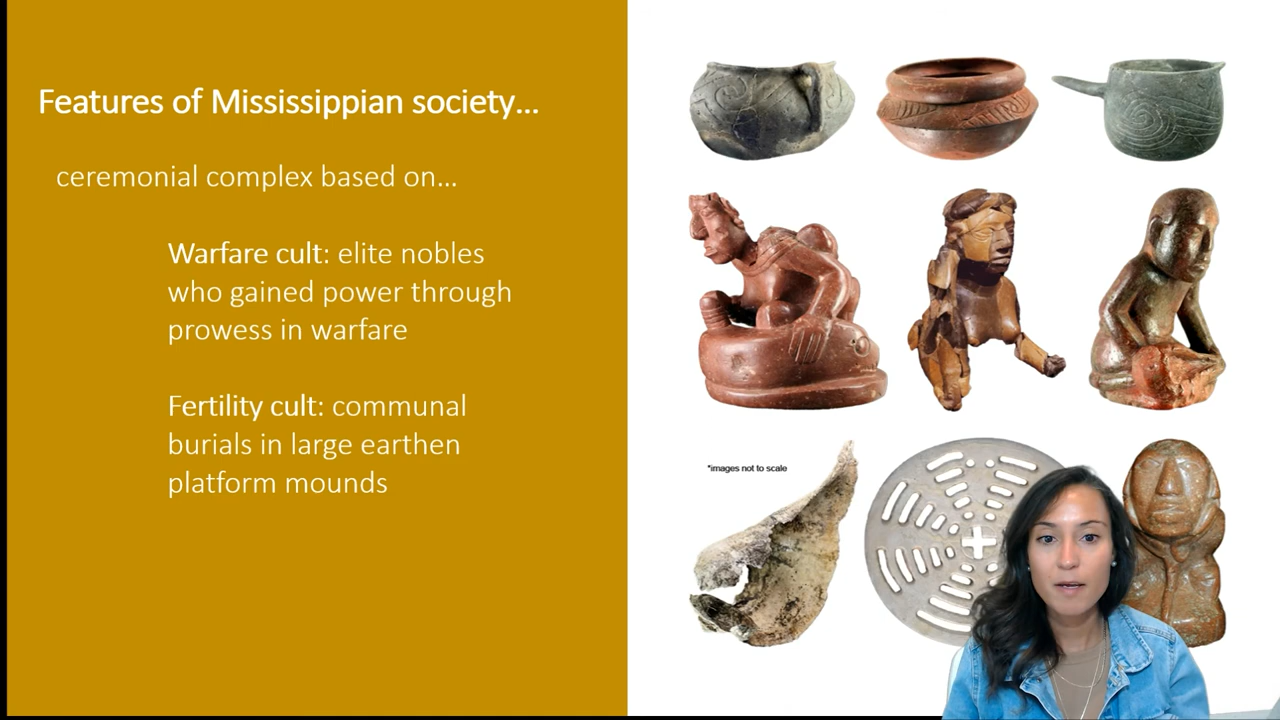 Features of Mississippian society...
ceremonial complex based on...
Warfare cult: elite nobles
who gained power through
prowess in warfare
Fertility cult: communal
burials in large earthen
platform mounds
*images not to scale